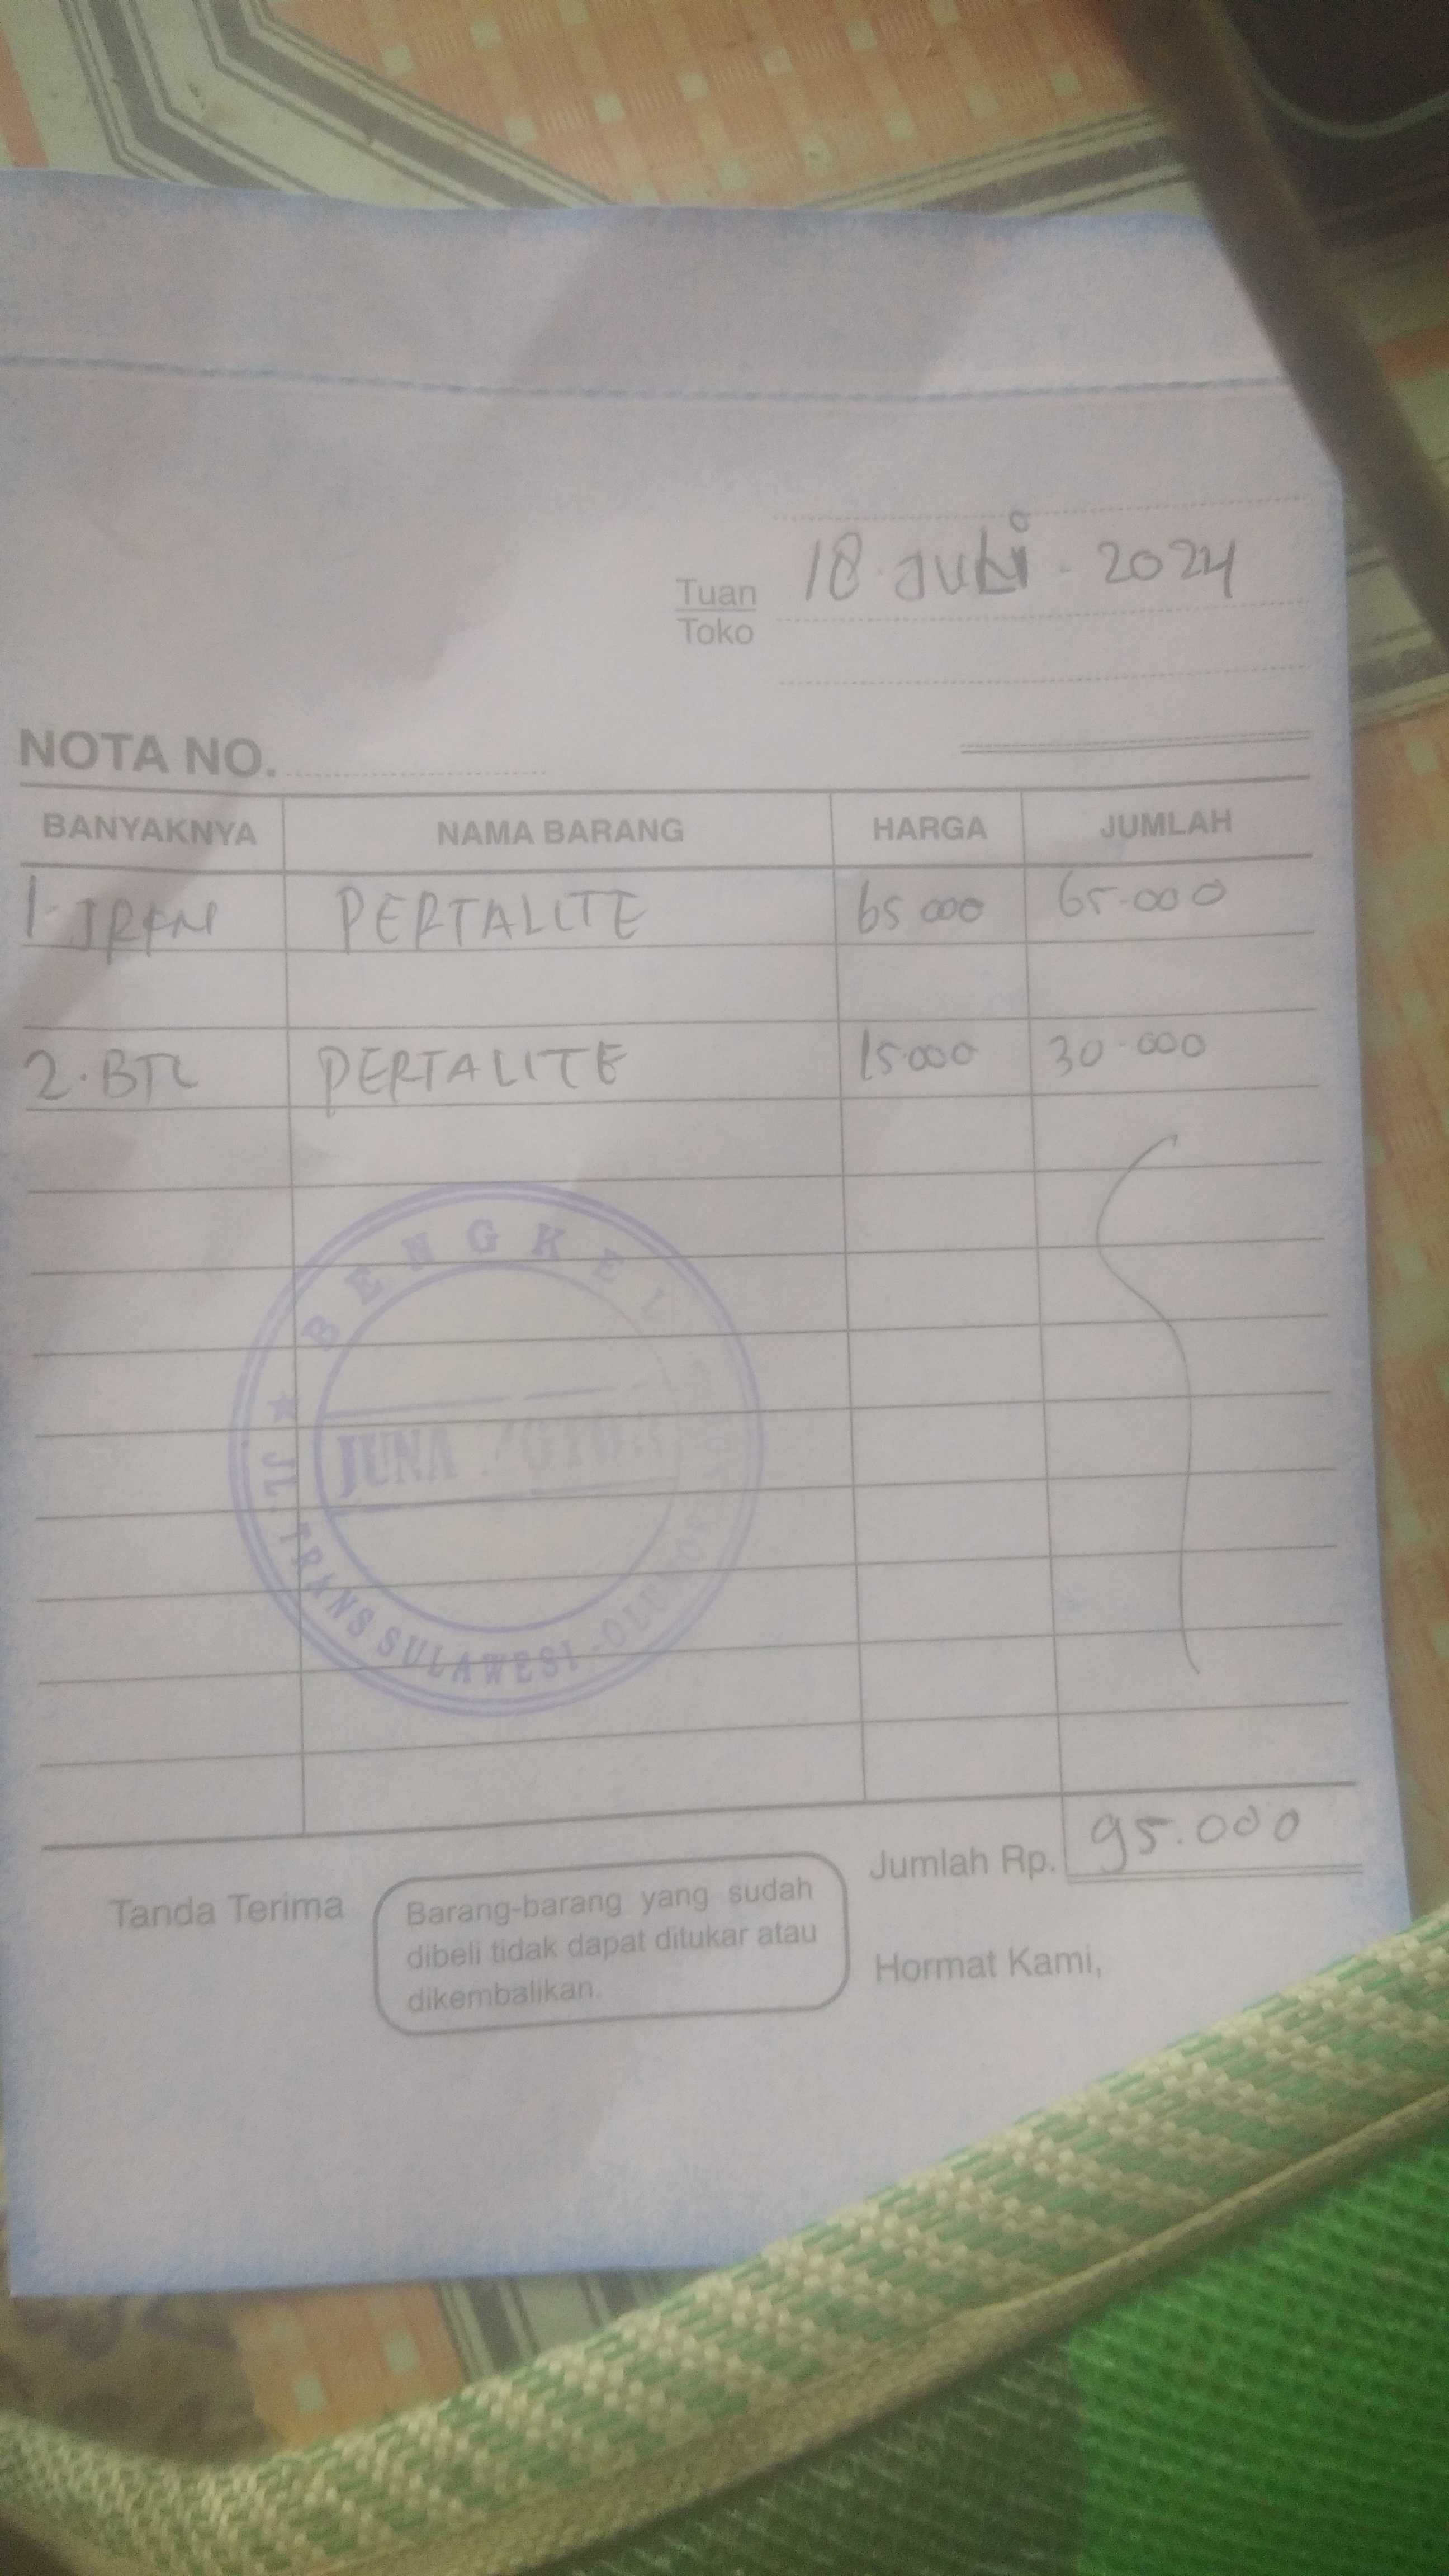 18 JULI - 2024
Tuan
Toko
NOTA NO.
BANYAKNYA NAMA BARANG HARGA JUMLAH
1. PERTALITE 65 000 65.000
2. BTL PERTALITE 15.000 30.000
BENGKEL
JUNA
JL. TRANS SULAWESI
Jumlah Rp. 95.000
Tanda Terima
Barang-barang yang sudah
dibeli tidak dapat ditukar atau
dikembalikan.
Hormat Kami,